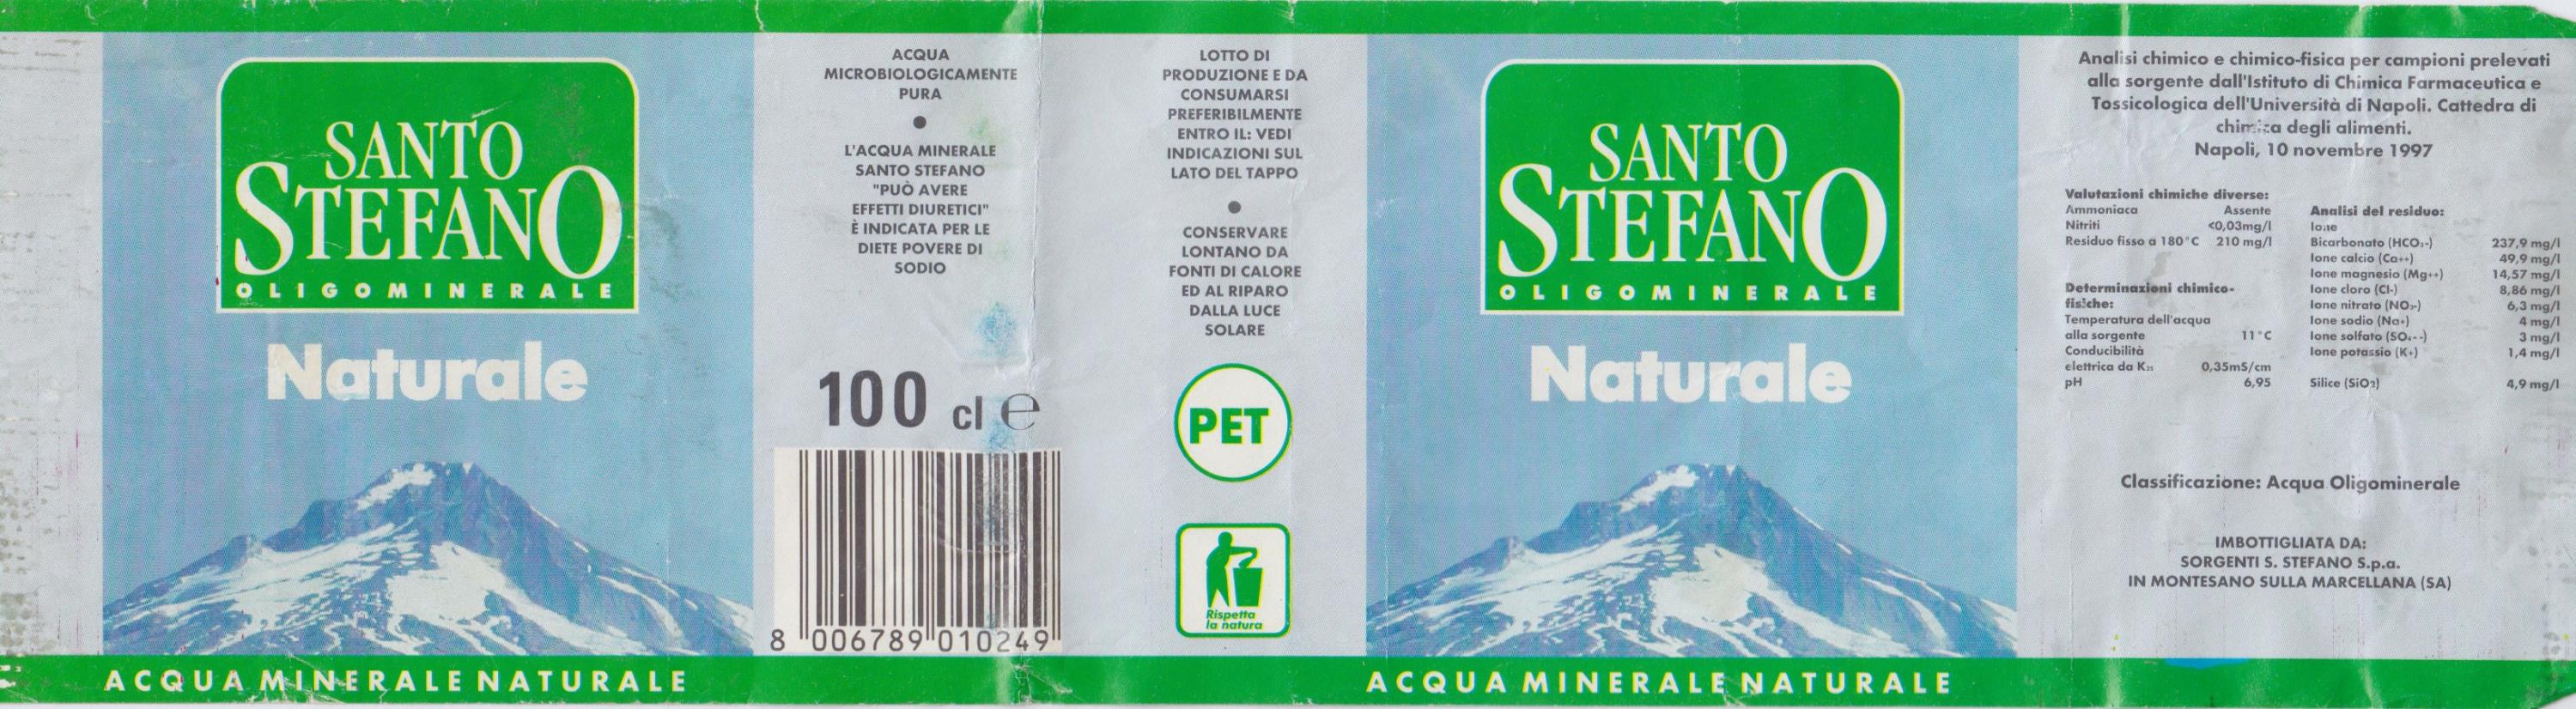 SANTO
STEFANO
OLIGOMINERALE
Naturale
ACQUA MINERALE NATURALE
ACQUA
MICROBIOLOGICAMENTE
PURA
L'ACQUA MINERALE
SANTO STEFANO
"PUÒ AVERE
EFFETTI DIURETICI"
È INDICATA PER LE
DIETE POVERE DI
SODIO
100 cl e
8 006789 010249
LOTTO DI
PRODUZIONE E DA
CONSUMARSI
PREFERIBILMENTE
ENTRO IL: VEDI
INDICAZIONI SUL
LATO DEL TAPPO
CONSERVARE
LONTANO DA
FONTI DI CALORE
ED AL RIPARO
DALLA LUCE
SOLARE
PET
Rispetta
la natura
SANTO
STEFANO
OLIGOMINERALE
Naturale
ACQUA MINERALE NATURALE
Analisi chimico e chimico-fisica per campioni prelevati
alla sorgente dall'Istituto di Chimica Farmaceutica e
Tossicologica dell'Università di Napoli. Cattedra di
chimica degli alimenti.
Napoli, 10 novembre 1997
Valutazioni chimiche diverse:
Ammoniaca Assente
Nitriti <0,03mg/l
Residuo fisso a 180°C 210 mg/l
Determinazioni chimico-
fisiche:
Temperatura dell'acqua
alla sorgente 11°C
Conducibilità
elettrica da K25 0,35mS/cm
pH 6,95
Analisi del residuo:
Ione
Bicarbonato (HCO3-) 237,9 mg/l
Ione calcio (Ca++) 49,9 mg/l
Ione magnesio (Mg++) 14,57 mg/l
Ione cloro (Cl-) 8,86 mg/l
Ione nitrato (NO3-) 6,3 mg/l
Ione sodio (Na+) 4 mg/l
Ione solfato (SO4--) 3 mg/l
Ione potassio (K+) 1,4 mg/l
Silice (SiO2) 4,9 mg/l
Classificazione: Acqua Oligominerale
IMBOTTIGLIATA DA:
SORGENTI S. STEFANO S.p.a.
IN MONTESANO SULLA MARCELLANA (SA)